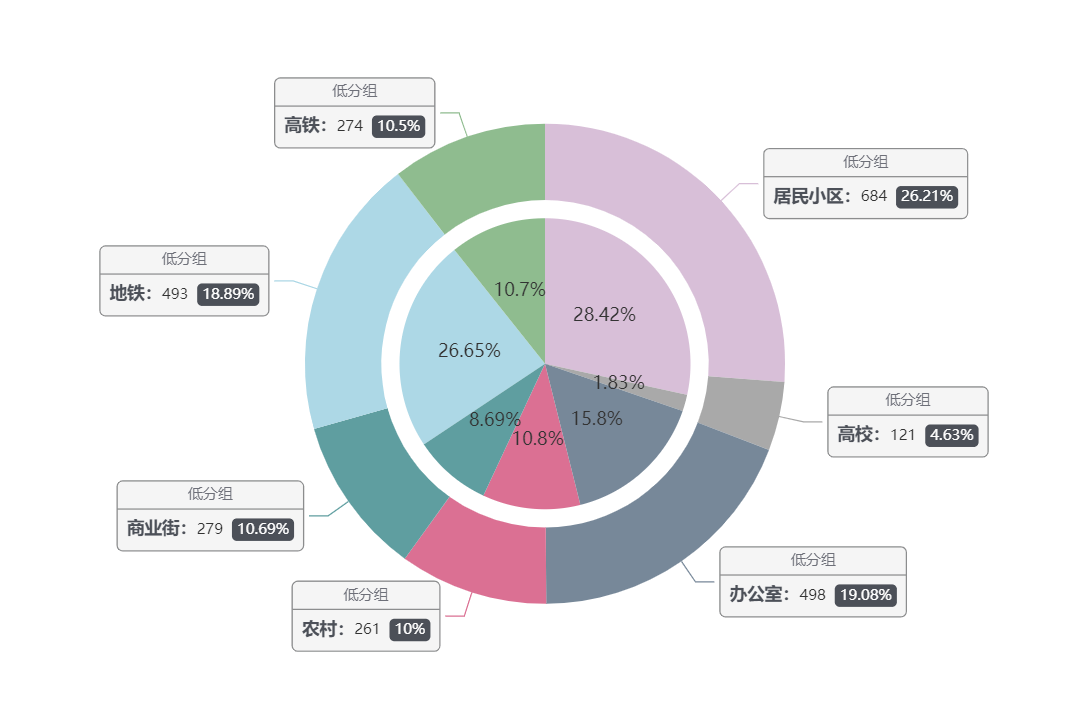 低分组
高铁： 274 10.5%
低分组
居民小区： 684 26.21%
低分组
地铁： 493 18.89%
10.7%
28.42%
26.65%
1.83%
8.69%
15.8%
10.8%
低分组
高校： 121 4.63%
低分组
商业街： 279 10.69%
低分组
办公室： 498 19.08%
低分组
农村： 261 10%